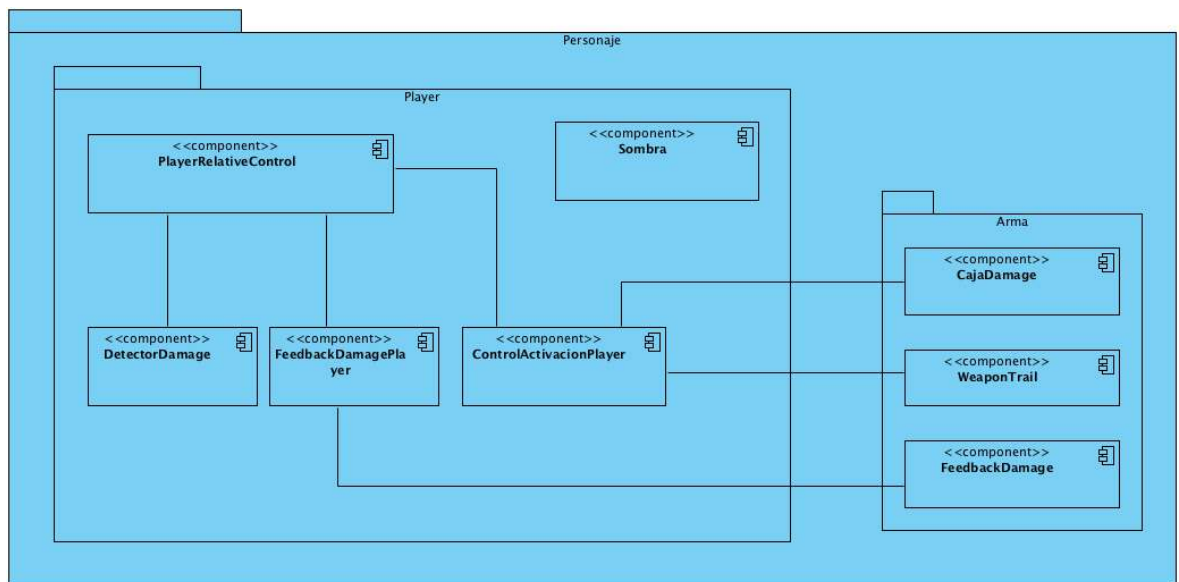 Personaje
Player
<<component>>
PlayerRelativeControl
<<component>>
Sombra
Arma
<<component>>
CajaDamage
<<component>>
DetectorDamage
<<component>>
FeedbackDamagePla
yer
<<component>>
ControlActivacionPlayer
<<component>>
WeaponTrail
<<component>>
FeedbackDamage